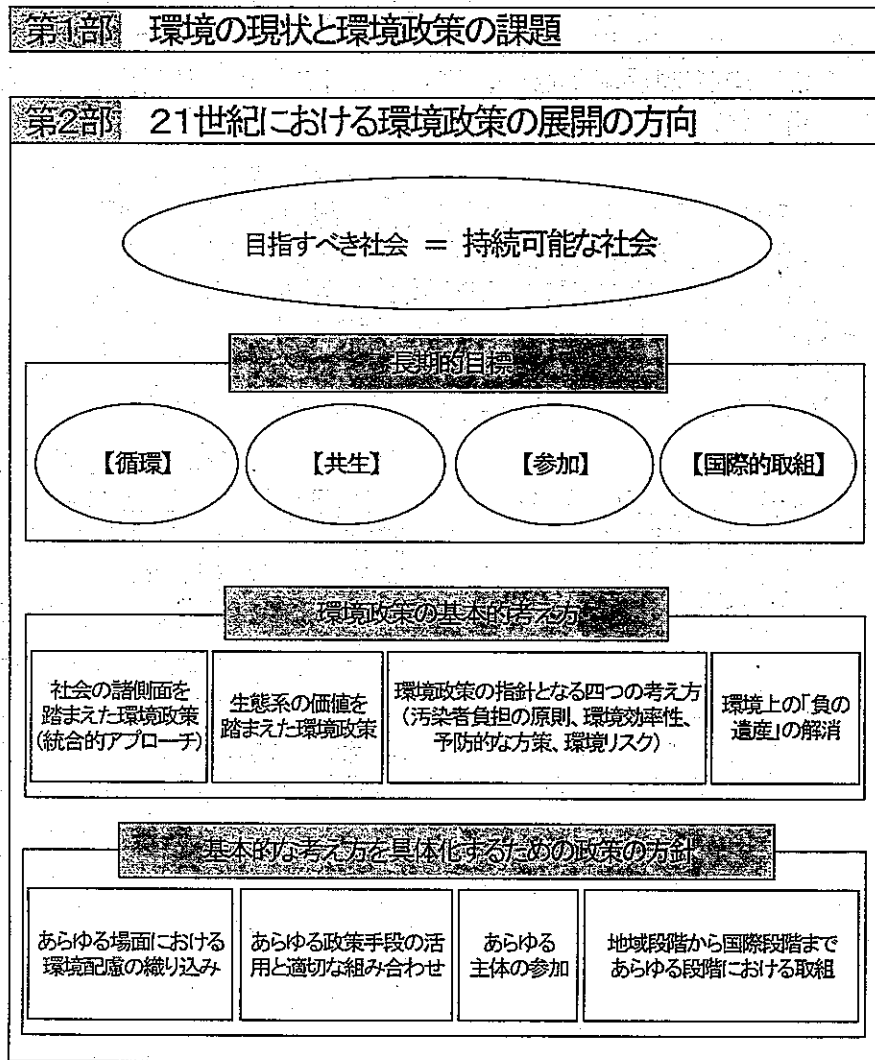 第1部 環境の現状と環境政策の課題
第2部 21世紀における環境政策の展開の方向
目指すべき社会 = 持続可能な社会
長期的目標
【循環】
【共生】
【参加】
【国際的取組】
環境政策の基本的考え方
社会の諸側面を
踏まえた環境政策
(統合的アプローチ)
生態系の価値を
踏まえた環境政策
環境政策の指針となる四つの考え方
(汚染者負担の原則、環境効率性、
予防的な方策、環境リスク)
環境上の「負の
遺産」の解消
基本的な考え方を具体化するための政策の方針
あらゆる場面における
環境配慮の織り込み
あらゆる政策手段の活
用と適切な組み合わせ
あらゆる
主体の参加
地域段階から国際段階まで
あらゆる段階における取組